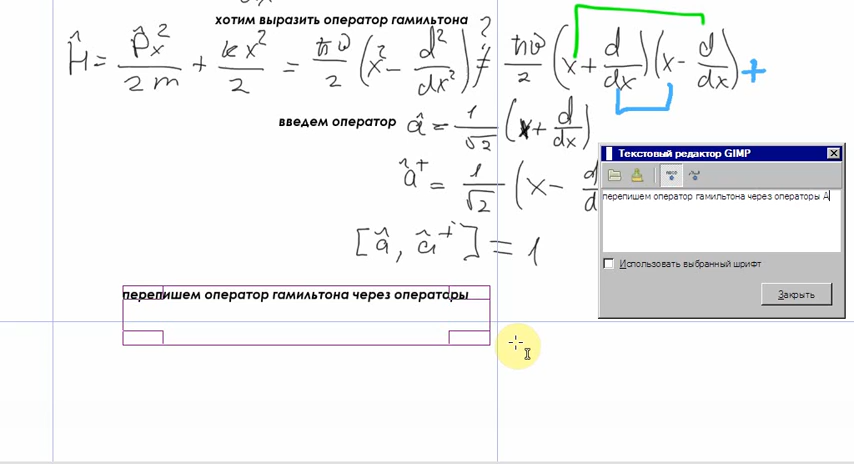 хотим выразить оператор гамильтона
Ĥ = P̂x²/2m + kx²/2 = ħω/2 (x² - d²/dx²) ≠? ħω/2 (x + d/dx)(x - d/dx) +
введем оператор â = 1/√2 (x + d/dx)
â⁺ = 1/√2 (x - d/d
[â, â⁺] = 1
перепишем оператор гамильтона через операторы
Текстовый редактор GIMP
перепишем оператор гамильтона через операторы А
Использовать выбранный шрифт
Закрыть